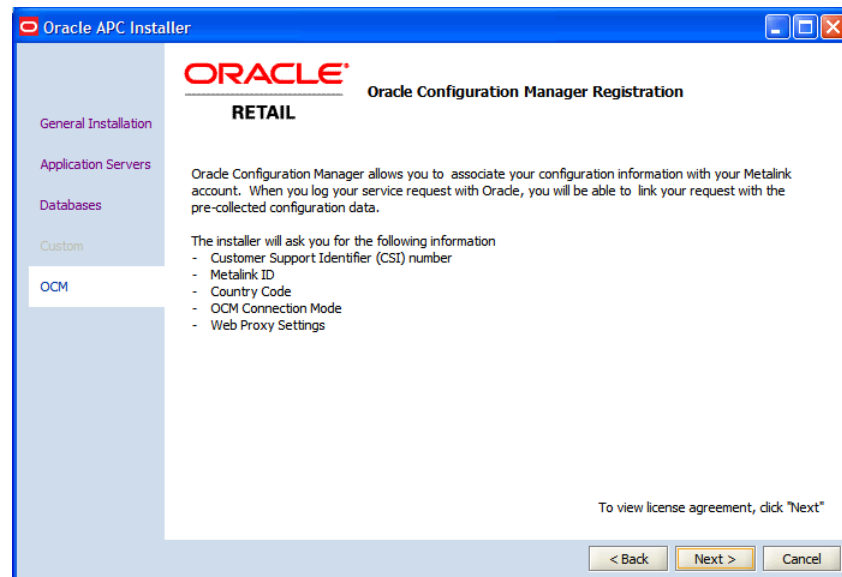 Oracle APC Installer
ORACLE
RETAIL
Oracle Configuration Manager Registration
General Installation
Application Servers
Databases
Custom
OCM
Oracle Configuration Manager allows you to associate your configuration information with your Metalink
account. When you log your service request with Oracle, you will be able to link your request with the
pre-collected configuration data.
The installer will ask you for the following information
- Customer Support Identifier (CSI) number
- Metalink ID
- Country Code
- OCM Connection Mode
- Web Proxy Settings
To view license agreement, click "Next"
< Back
Next >
Cancel